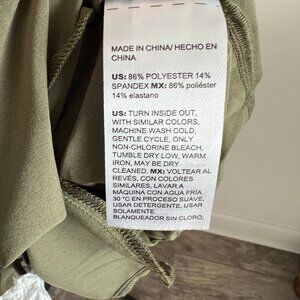 MADE IN CHINA/ HECHO EN
CHINA
US: 86% POLYESTER 14%
SPANDEX MX: 86% poliéster
14% elastano
US: TURN INSIDE OUT,
WITH SIMILAR COLORS,
MACHINE WASH COLD,
GENTLE CYCLE, ONLY
NON-CHLORINE BLEACH,
TUMBLE DRY LOW, WARM
IRON, MAY BE DRY
CLEANED. MX: VOLTEAR AL
REVÉS, CON COLORES
SIMILARES, LAVAR A
MÁQUINA CON AGUA FRÍA
30 °C EN PROCESO SUAVE,
USAR DETERGENTE, USAR
SOLAMENTE
BLANQUEADOR SIN CLORO,